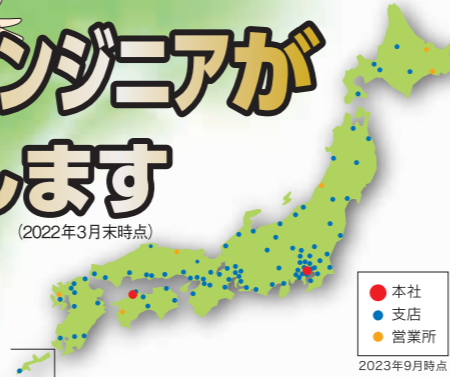 ンジニアが
します
(2022年3月末時点)
本社
支店
営業所
2023年9月時点